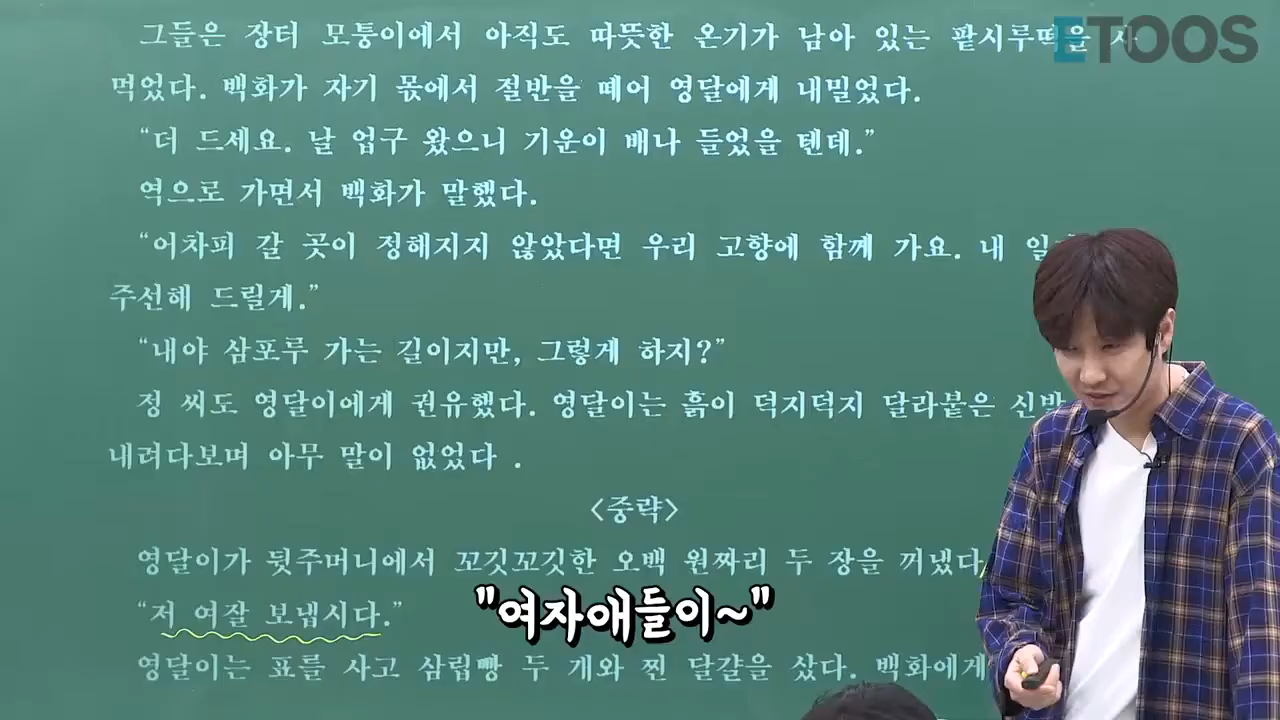 ETOOS
그들은 장터 모퉁이에서 아직도 따뜻한 온기가 남아 있는 팥시루떡을 사
먹었다. 백화가 자기 몫에서 절반을 떼어 영달에게 내밀었다.
“더 드세요. 날 업구 왔으니 기운이 배나 들었을 텐데.”
역으로 가면서 백화가 말했다.
“어차피 갈 곳이 정해지지 않았다면 우리 고향에 함께 가요. 내
주선해 드릴게.”
“내야 삼포루 가는 길이지만, 그렇게 하지?”
정 씨도 영달이에게 권유했다. 영달이는 흙이 덕지덕지 달라붙은
내려다보며 아무 말이 없었다 .
<중략>
영달이가 뒷주머니에서 꼬깃꼬깃한 오백 원짜리 두 장을 꺼냈다
“저 여잘 보냅시다.”
"여자애들이~"
영달이는 표를 사고 삼립빵 두 개와 찐 달걀을 샀다. 백화에게